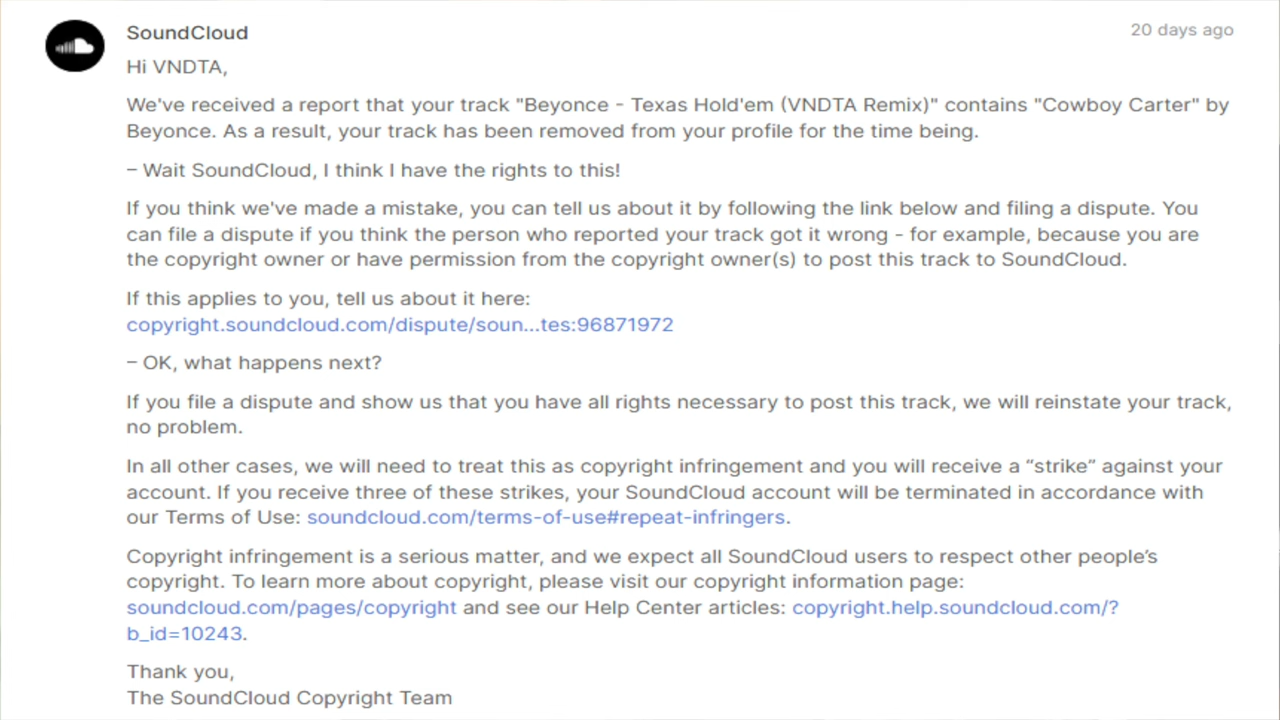 SoundCloud
20 days ago
Hi VNDTA,
We've received a report that your track "Beyonce - Texas Hold'em (VNDTA Remix)" contains "Cowboy Carter" by
Beyonce. As a result, your track has been removed from your profile for the time being.
– Wait SoundCloud, I think I have the rights to this!
If you think we've made a mistake, you can tell us about it by following the link below and filing a dispute. You
can file a dispute if you think the person who reported your track got it wrong - for example, because you are
the copyright owner or have permission from the copyright owner(s) to post this track to SoundCloud.
If this applies to you, tell us about it here:
copyright.soundcloud.com/dispute/soun...tes:96871972
– OK, what happens next?
If you file a dispute and show us that you have all rights necessary to post this track, we will reinstate your track,
no problem.
In all other cases, we will need to treat this as copyright infringement and you will receive a “strike” against your
account. If you receive three of these strikes, your SoundCloud account will be terminated in accordance with
our Terms of Use: soundcloud.com/terms-of-use#repeat-infringers.
Copyright infringement is a serious matter, and we expect all SoundCloud users to respect other people’s
copyright. To learn more about copyright, please visit our copyright information page:
soundcloud.com/pages/copyright and see our Help Center articles: copyright.help.soundcloud.com/?
b_id=10243.
Thank you,
The SoundCloud Copyright Team